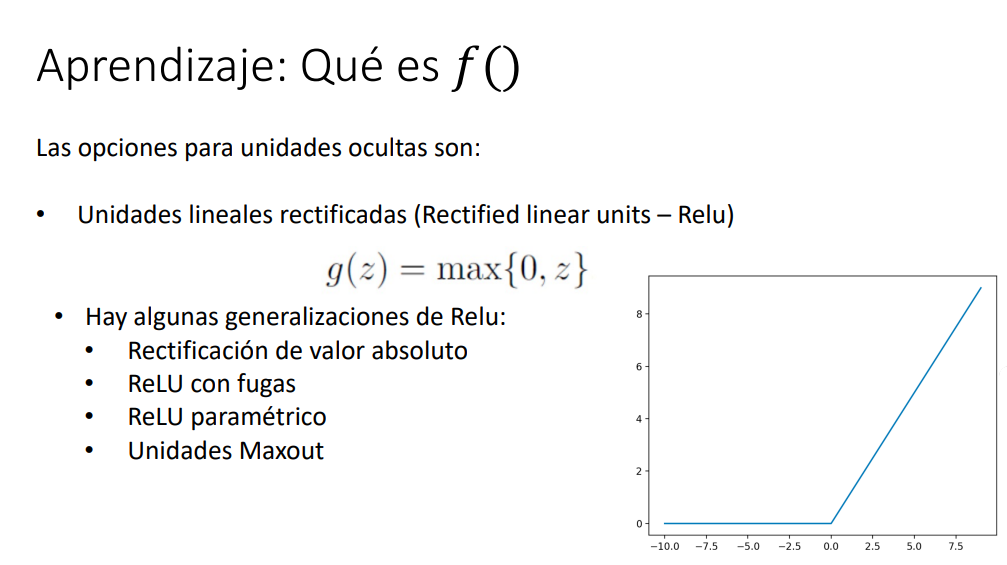 Aprendizaje: Qué es f()
Las opciones para unidades ocultas son:
• Unidades lineales rectificadas (Rectified linear units – Relu)
g(z) = max{0, z}
• Hay algunas generalizaciones de Relu:
• Rectificación de valor absoluto
• ReLU con fugas
• ReLU paramétrico
• Unidades Maxout
8
6
4
2
0
−10.0 −7.5 −5.0 −2.5 0.0 2.5 5.0 7.5